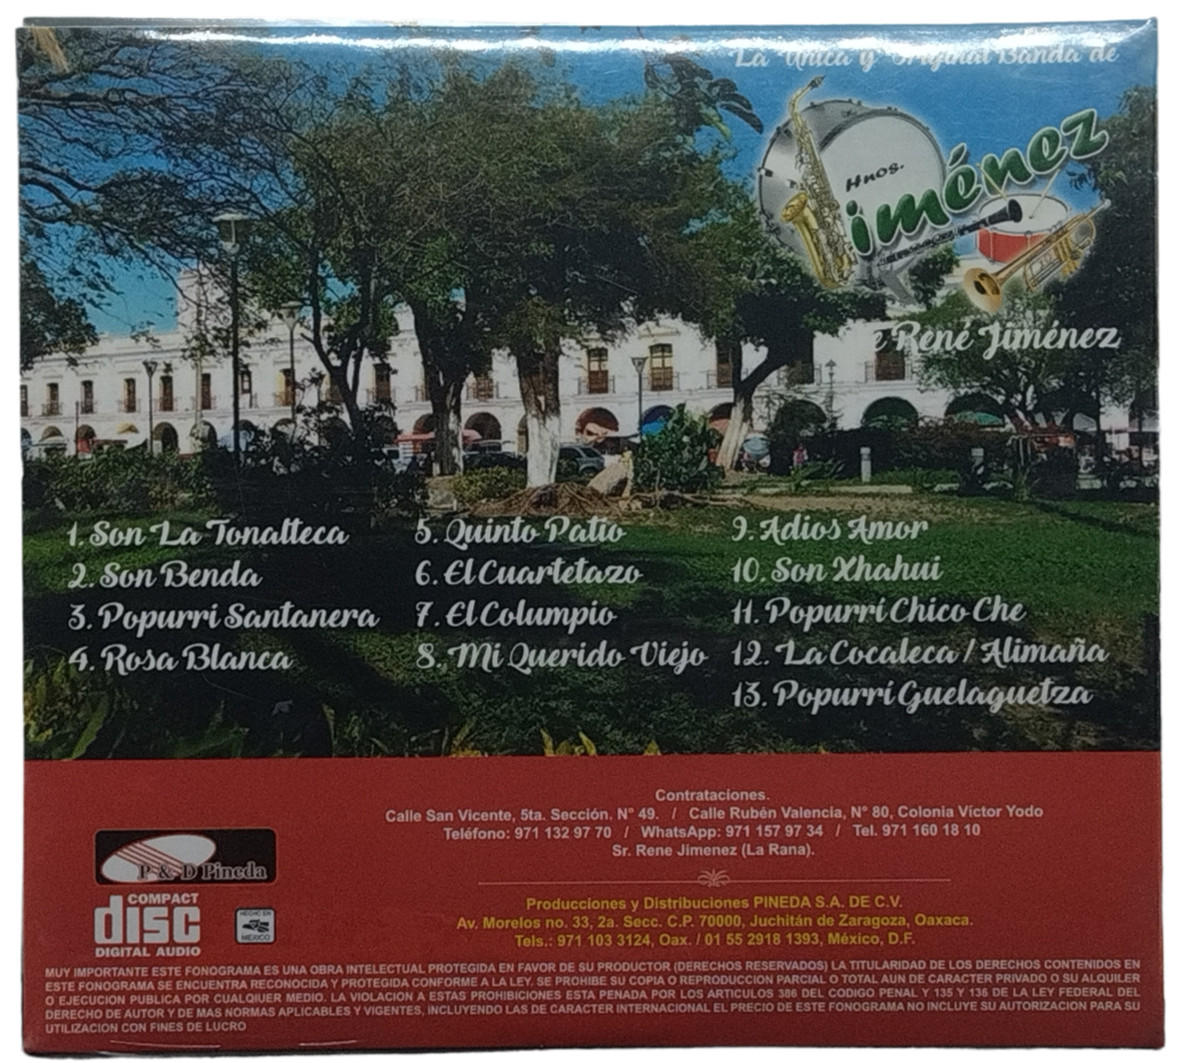 La Única y Original Banda de
Hnos.
Jiménez
e René Jiménez
1. Son La Tonalteca
2. Son Benda
3. Popurri Santanera
4. Rosa Blanca
5. Quinto Patio
6. El Cuartetazo
7. El Columpio
8. Mi Querido Viejo
9. Adios Amor
10. Son Xhahui
11. Popurrí Chico Che
12. La Cocaleca / Alimaña
13. Popurrí Guelaguetza
Contrataciones.
Calle San Vicente, 5ta. Sección, N° 49. / Calle Rubén Valencia, N° 80, Colonia Víctor Yodo
Teléfono: 971 132 97 70 / WhatsApp: 971 157 97 34 / Tel. 971 160 18 10
Sr. Rene Jimenez (La Rana).
P & D Pineda
COMPACT
disc
DIGITAL AUDIO
HECHO EN
MEXICO
Producciones y Distribuciones PINEDA S.A. DE C.V.
Av. Morelos no. 33, 2a. Secc. C.P. 70000, Juchitán de Zaragoza, Oaxaca.
Tels.: 971 103 3124, Oax. / 01 55 2918 1393, México, D.F.
MUY IMPORTANTE ESTE FONOGRAMA ES UNA OBRA INTELECTUAL PROTEGIDA EN FAVOR DE SU PRODUCTOR (DERECHOS RESERVADOS) LA TITULARIDAD DE LOS DERECHOS CONTENIDOS EN
ESTE FONOGRAMA SE ENCUENTRA RECONOCIDA Y PROTEGIDA CONFORME A LA LEY. SE PROHIBE SU COPIA O REPRODUCCION PARCIAL O TOTAL AUN DE CARACTER PRIVADO O SU ALQUILER
O EJECUCION PUBLICA POR CUALQIUER MEDIO. LA VIOLACION A ESTAS PROHIBICIONES ESTA PENADA POR LOS ARTICULOS 386 DEL CODIGO PENAL Y 135 Y 136 DE LA LEY FEDERAL DEL
DERECHO DE AUTOR Y DE MAS NORMAS APLICABLES Y VIGENTES, INCLUYENDO LAS DE CARACTER INTERNACIONAL EL PRECIO DE ESTE FONOGRAMA NO INCLUYE SU AUTORIZACION PARA SU
UTILIZACION CON FINES DE LUCRO